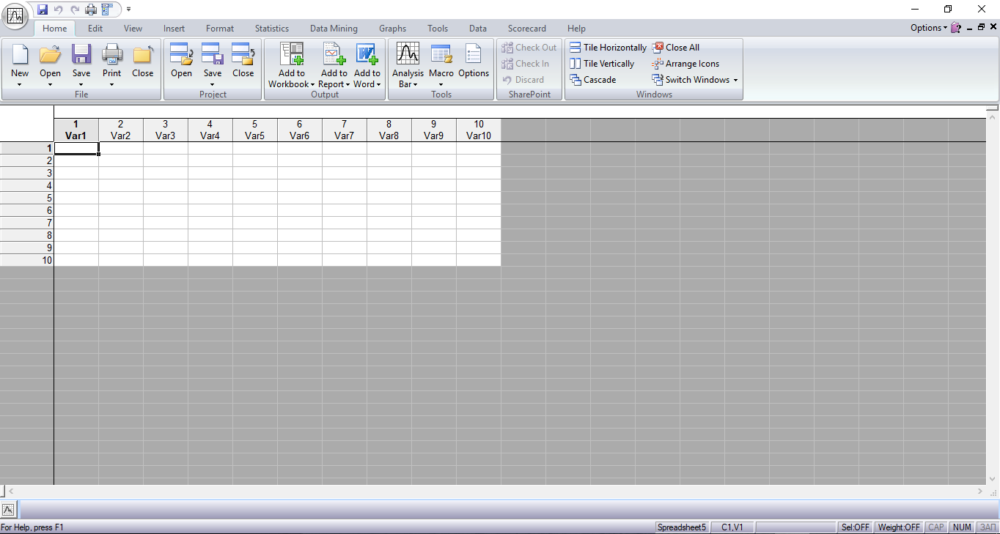 Home Edit View Insert Format Statistics Data Mining Graphs Tools Data Scorecard Help Options
New Open Save Print Close
File
Open Save Close
Project
Add to Workbook Add to Report Add to Word
Output
Analysis Bar Macro Options
Tools
Check Out
Check In
Discard
SharePoint
Tile Horizontally Close All
Tile Vertically Arrange Icons
Cascade Switch Windows
Windows
1 2 3 4 5 6 7 8 9 10
Var1 Var2 Var3 Var4 Var5 Var6 Var7 Var8 Var9 Var10
1
2
3
4
5
6
7
8
9
10
For Help, press F1 Spreadsheet5 C1,V1 Sel:OFF Weight:OFF CAP NUM ЗАП